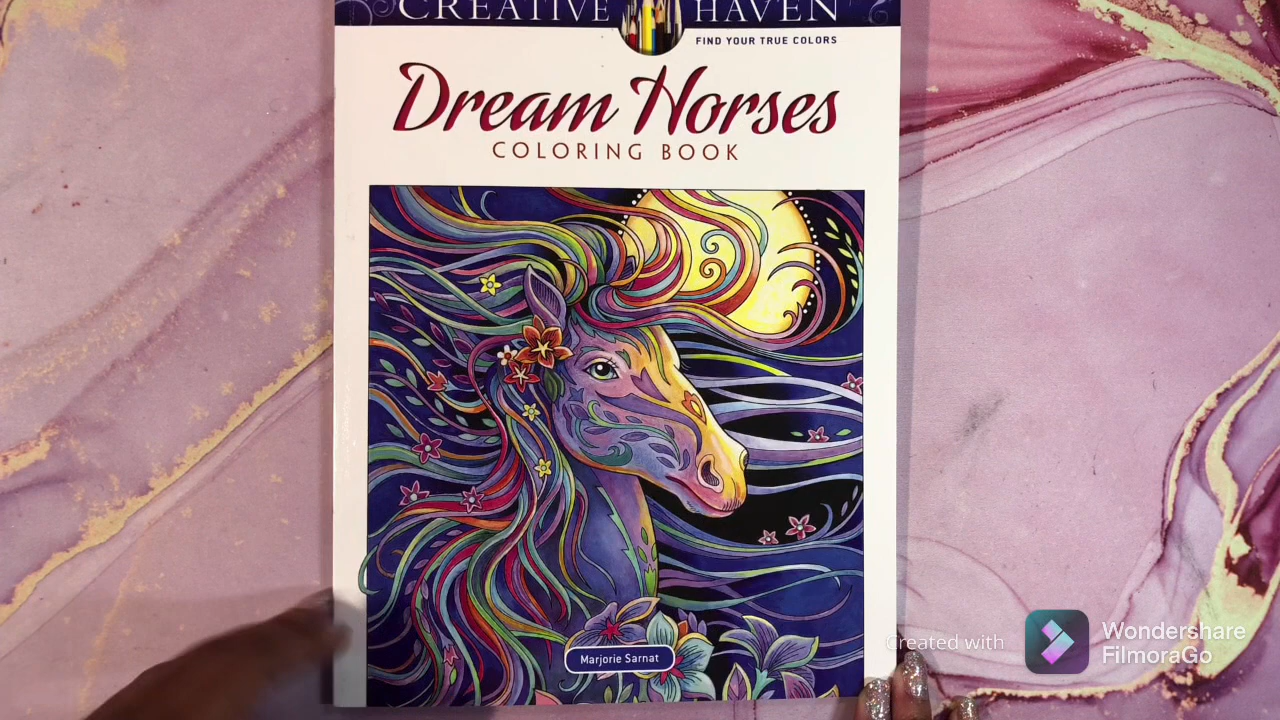 CREATIVE HAVEN
FIND YOUR TRUE COLORS
Dream Horses
COLORING BOOK
Marjorie Sarnat
Created with
Wondershare
FilmoraGo